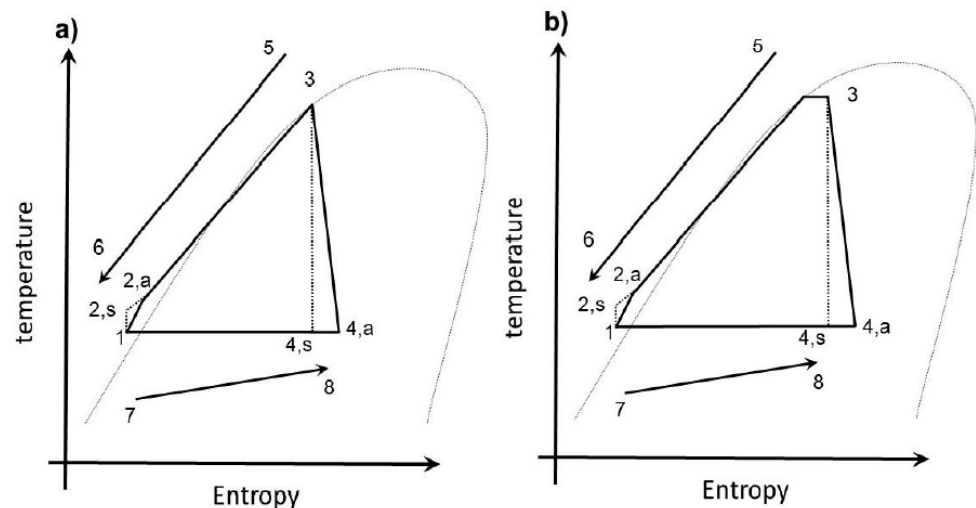 a)
5
3
6
2,a
2,s
1
4,s
4,a
7
8
temperature
Entropy
b)
5
3
6
2,a
2,s
1
4,s
4,a
7
8
temperature
Entropy